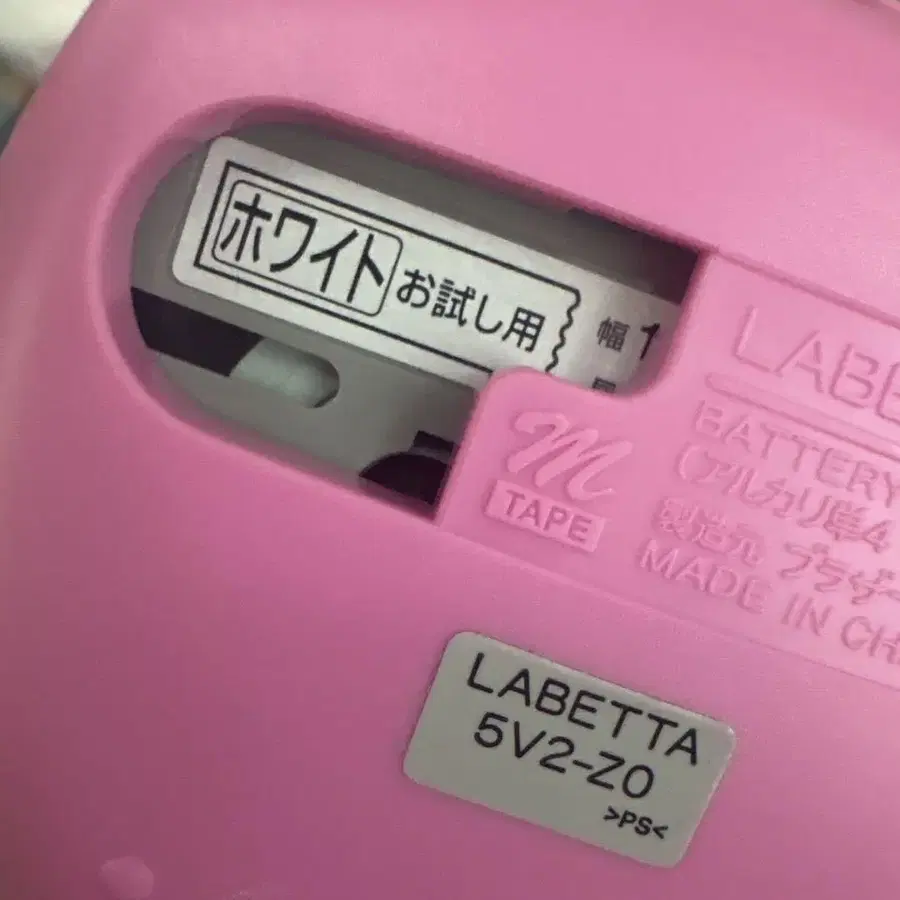 ホワイト お試し用
幅 1
LABE
BATTERY
(アルカリ単4
製造元 ブラザー
MADE IN CH
m
TAPE
LABETTA
5V2-Z0
>PS<